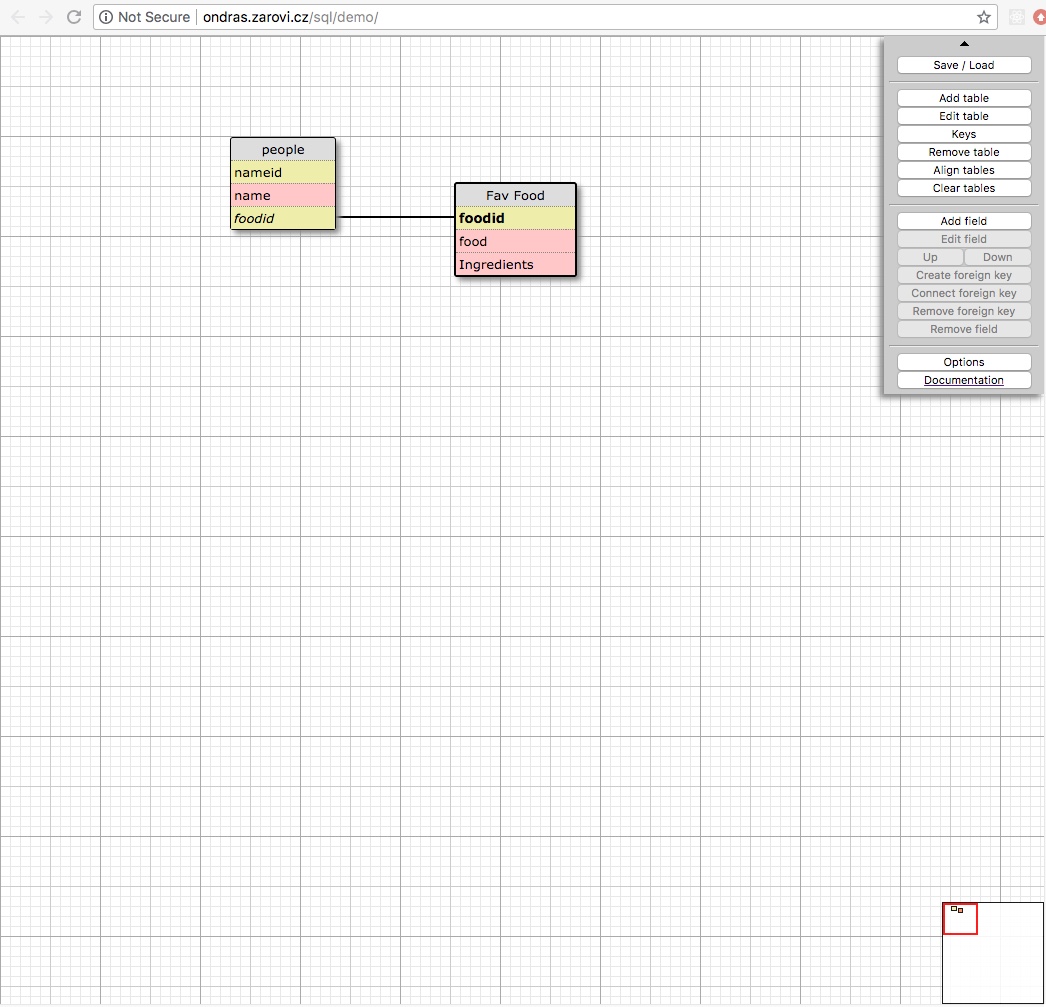 Not Secure | ondras.zarovi.cz/sql/demo/
Save / Load
Add table
Edit table
Keys
Remove table
Align tables
Clear tables
Add field
Edit field
Up Down
Create foreign key
Connect foreign key
Remove foreign key
Remove field
Options
Documentation
people
nameid
name
foodid
Fav Food
foodid
food
Ingredients